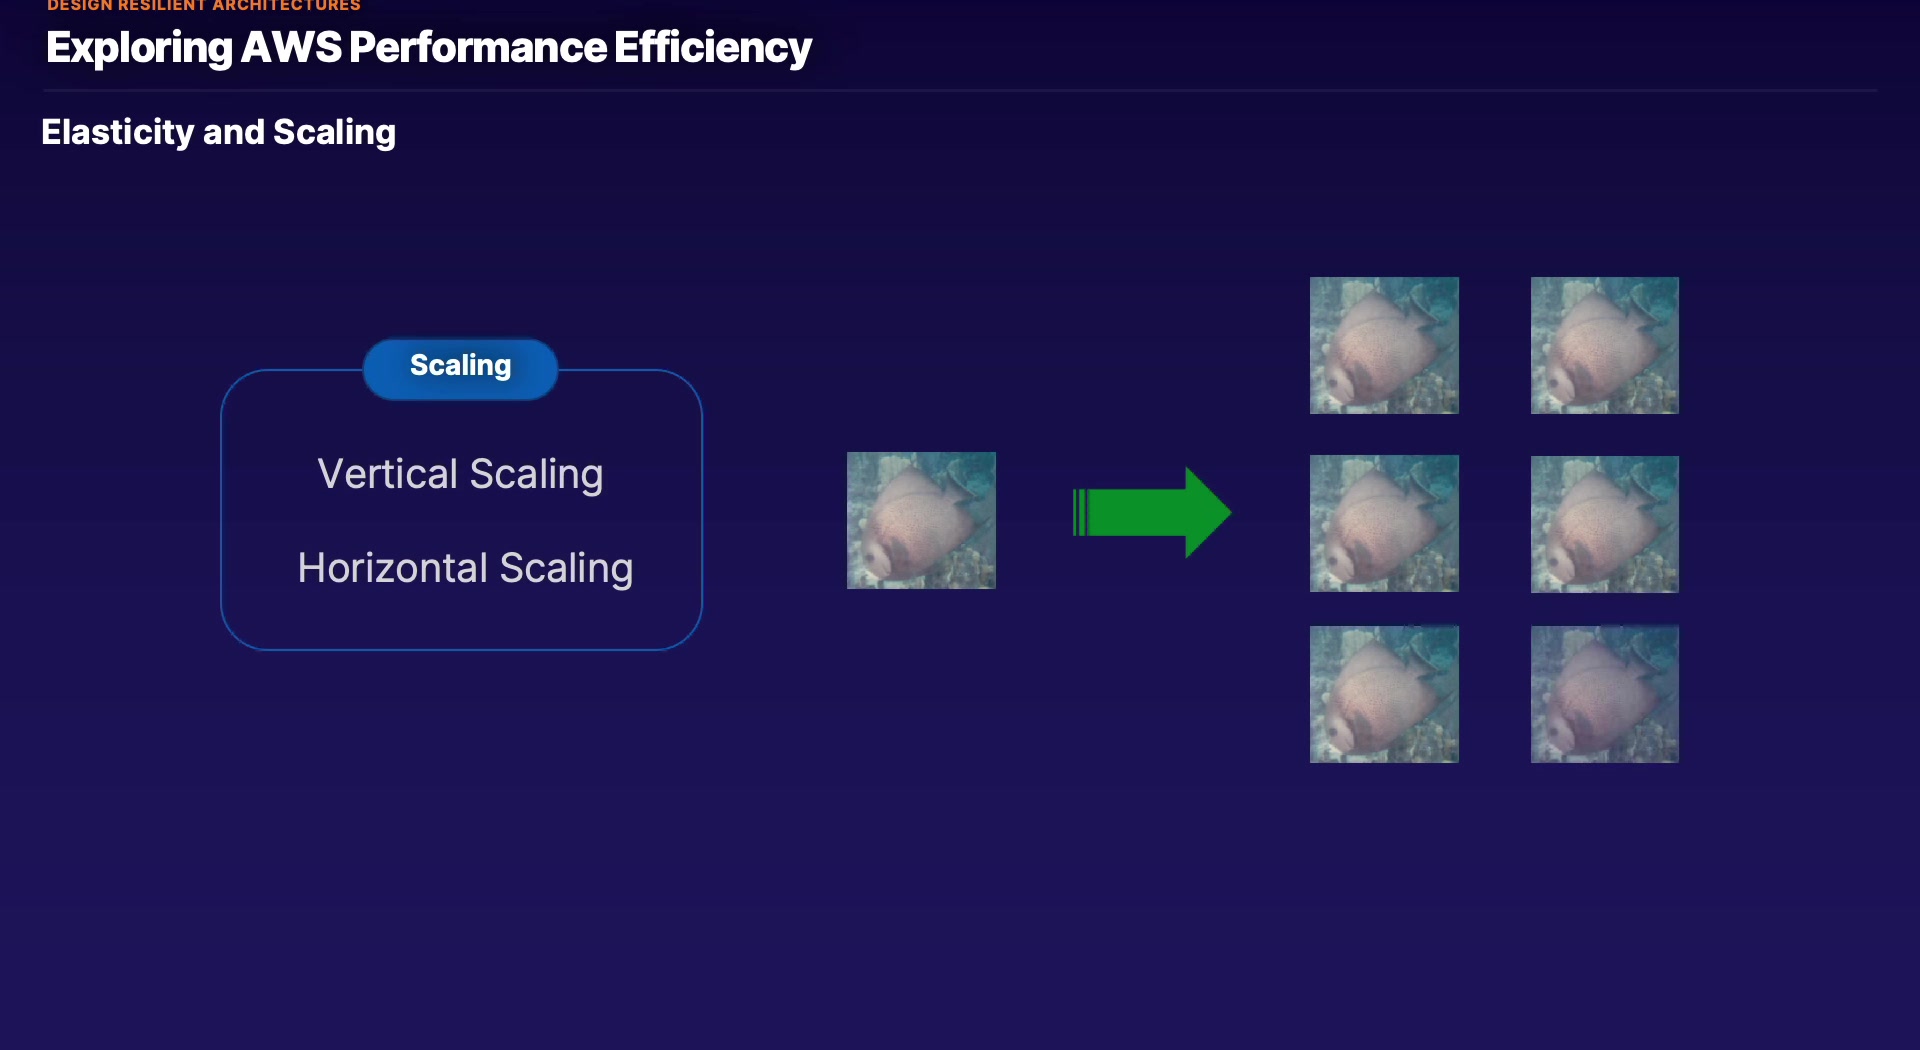 DESIGN RESILIENT ARCHITECTURES
Exploring AWS Performance Efficiency
Elasticity and Scaling
Scaling
Vertical Scaling
Horizontal Scaling